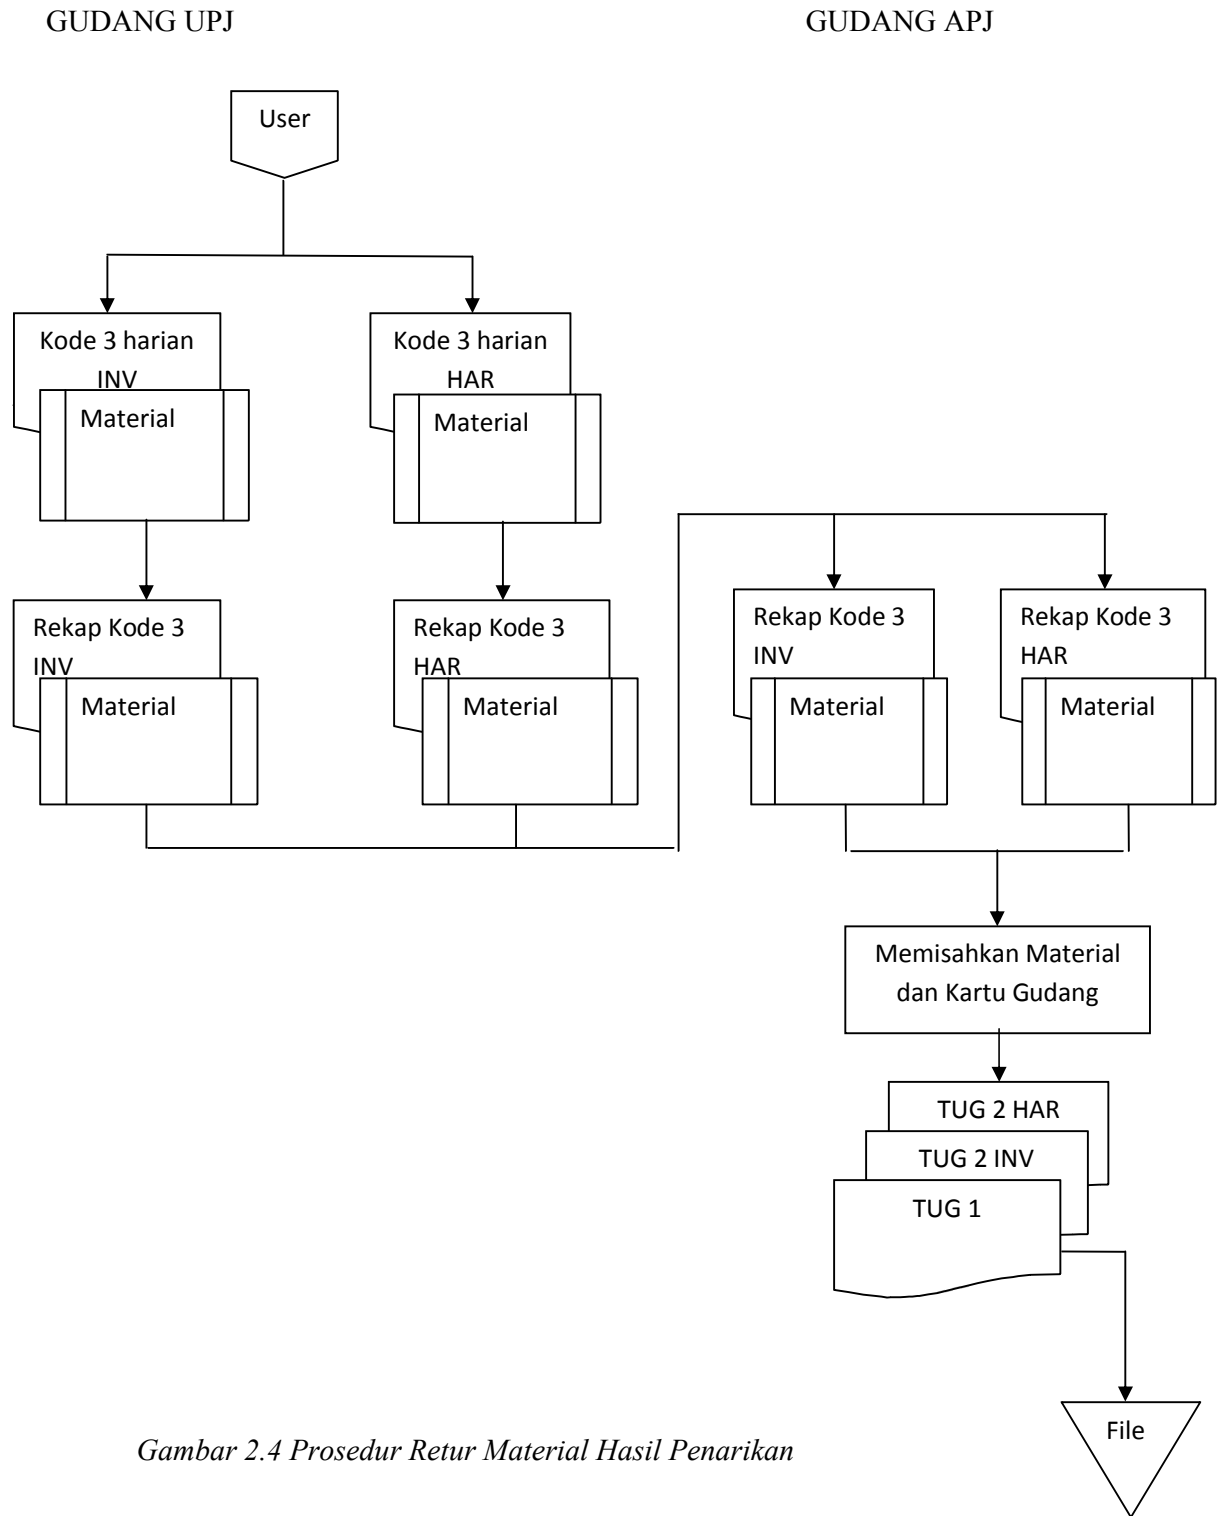 GUDANG UPJ
GUDANG APJ
User
Kode 3 harian
INV
Material
Kode 3 harian
HAR
Material
Rekap Kode 3
INV
Material
Rekap Kode 3
HAR
Material
Rekap Kode 3
INV
Material
Rekap Kode 3
HAR
Material
Memisahkan Material
dan Kartu Gudang
TUG 2 HAR
TUG 2 INV
TUG 1
File
Gambar 2.4 Prosedur Retur Material Hasil Penarikan